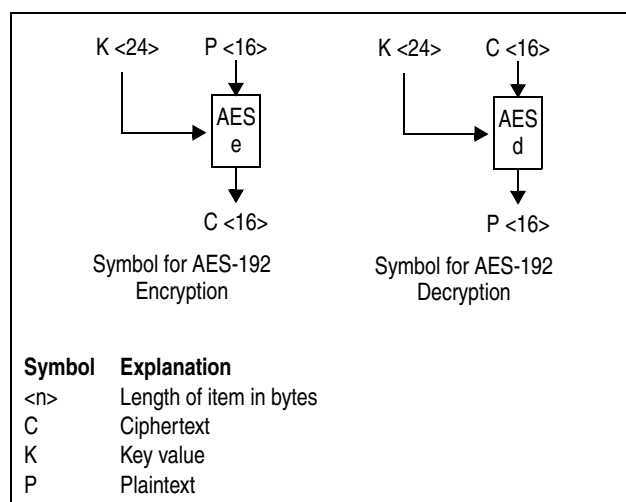 K <24> P <16>
AES
e
C <16>
Symbol for AES-192
Encryption
K <24> C <16>
AES
d
P <16>
Symbol for AES-192
Decryption
Symbol Explanation
<n> Length of item in bytes
C Ciphertext
K Key value
P Plaintext